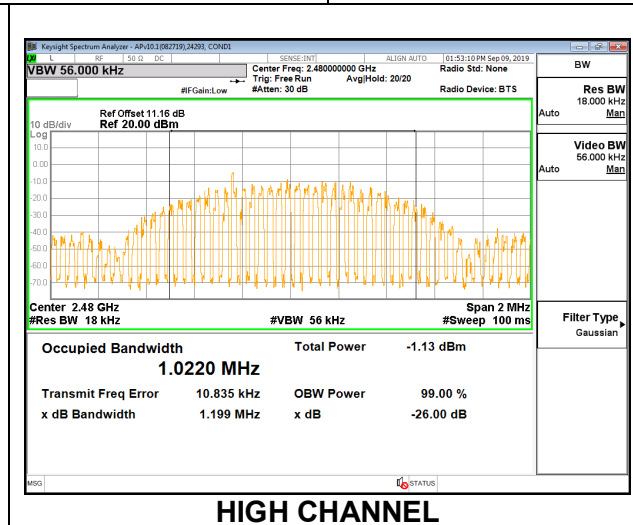 Keysight Spectrum Analyzer - APv10.1(082719),24293, COND1
L RF 50 Ω DC SENSE:INT ALIGN AUTO 01:53:10 PM Sep 09, 2019
VBW 56.000 kHz
Center Freq: 2.480000000 GHz
Radio Std: None
Trig: Free Run Avg|Hold: 20/20
#IFGain:Low
#Atten: 30 dB
Radio Device: BTS
BW
Res BW
18.000 kHz
Auto Man
Video BW
56.000 kHz
Auto Man
Filter Type
Gaussian
Ref Offset 11.16 dB
10 dB/div Ref 20.00 dBm
Log
10.0
0.00
-10.0
-20.0
-30.0
-40.0
-50.0
-60.0
-70.0
Center 2.48 GHz Span 2 MHz
#Res BW 18 kHz #VBW 56 kHz #Sweep 100 ms
Occupied Bandwidth Total Power -1.13 dBm
1.0220 MHz
Transmit Freq Error 10.835 kHz OBW Power 99.00 %
x dB Bandwidth 1.199 MHz x dB -26.00 dB
MSG STATUS
HIGH CHANNEL